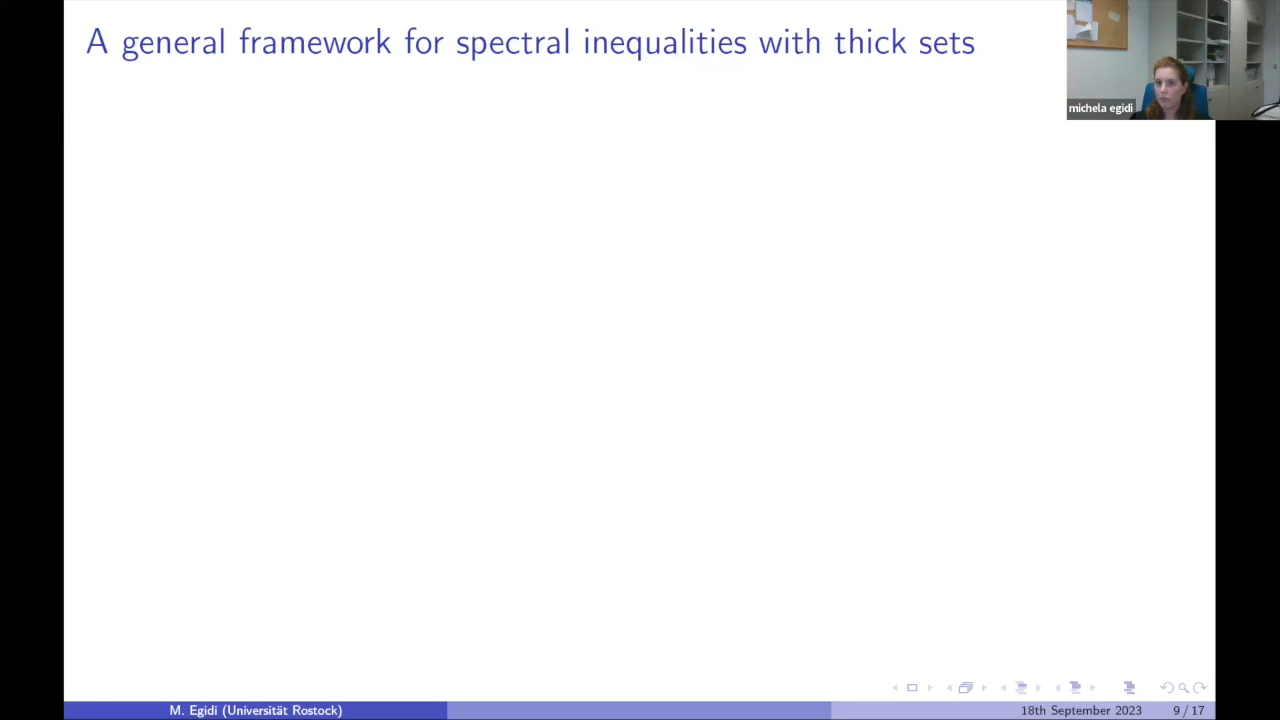 A general framework for spectral inequalities with thick sets
michela egidi
M. Egidi (Universität Rostock)
18th September 2023
9 / 17